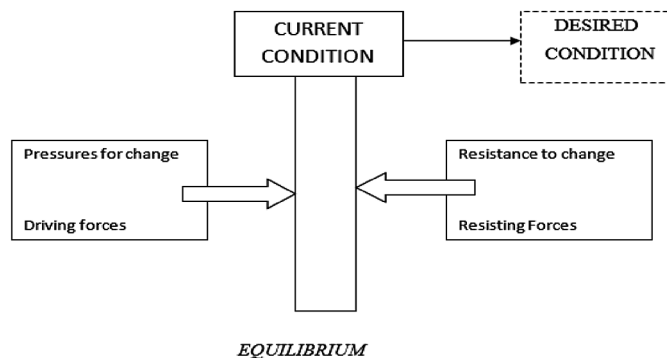 CURRENT
CONDITION
DESIRED
CONDITION
Pressures for change
Driving forces
Resistance to change
Resisting Forces
EQUILIBRIUM